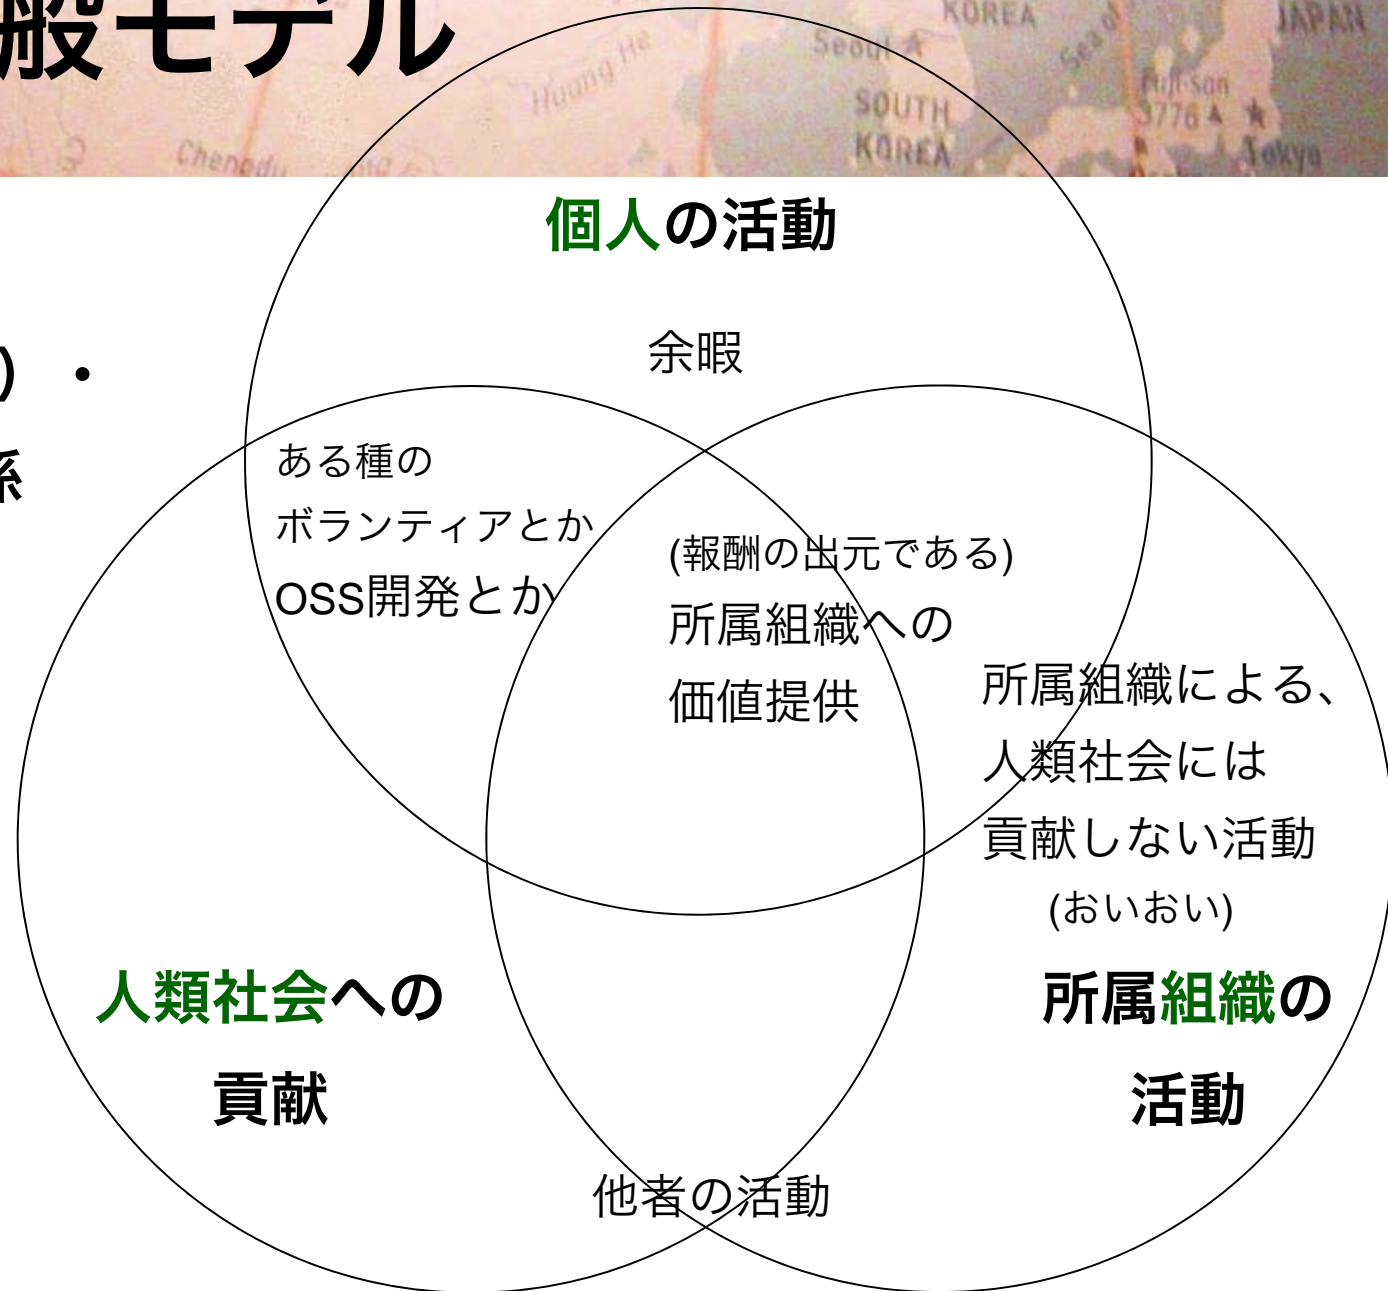 般モデル
KOREA
JAPAN
Seoul
Sea o
Huang He
Fuji-san
SOUTH
3776
KOREA
Tokyo
Chengdu
個人の活動
余暇
)・
係
ある種の
ボランティアとか
OSS開発とか
(報酬の出元である)
所属組織への
価値提供
所属組織による、
人類社会には
貢献しない活動
(おいおい)
人類社会への
貢献
所属組織の
活動
他者の活動